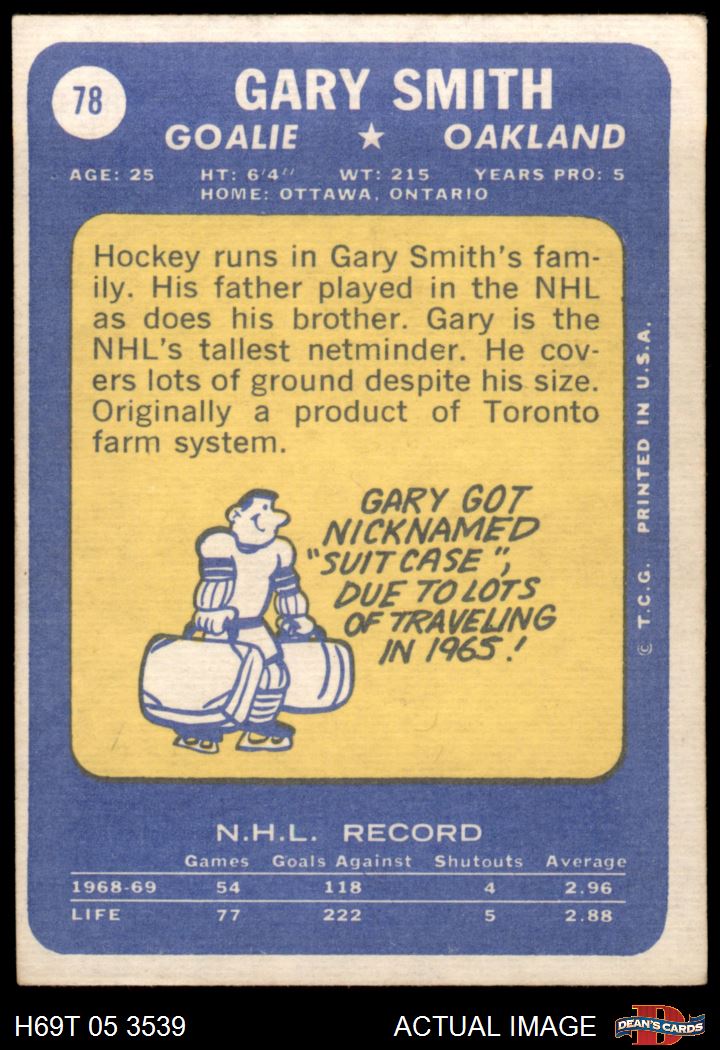 78
GARY SMITH
GOALIE ★ OAKLAND
AGE: 25 HT: 6'4" WT: 215 YEARS PRO: 5
HOME: OTTAWA, ONTARIO
Hockey runs in Gary Smith's fam-
ily. His father played in the NHL
as does his brother. Gary is the
NHL's tallest netminder. He cov-
ers lots of ground despite his size.
Originally a product of Toronto
farm system.
GARY GOT
NICKNAMED
"SUITCASE",
DUE TO LOTS
OF TRAVELING
IN 1965!
© T.C.G. PRINTED IN U.S.A.
N.H.L. RECORD
Games Goals Against Shutouts Average
1968-69 54 118 4 2.96
LIFE 77 222 5 2.88
H69T 05 3539 ACTUAL IMAGE
DEAN'S CARDS